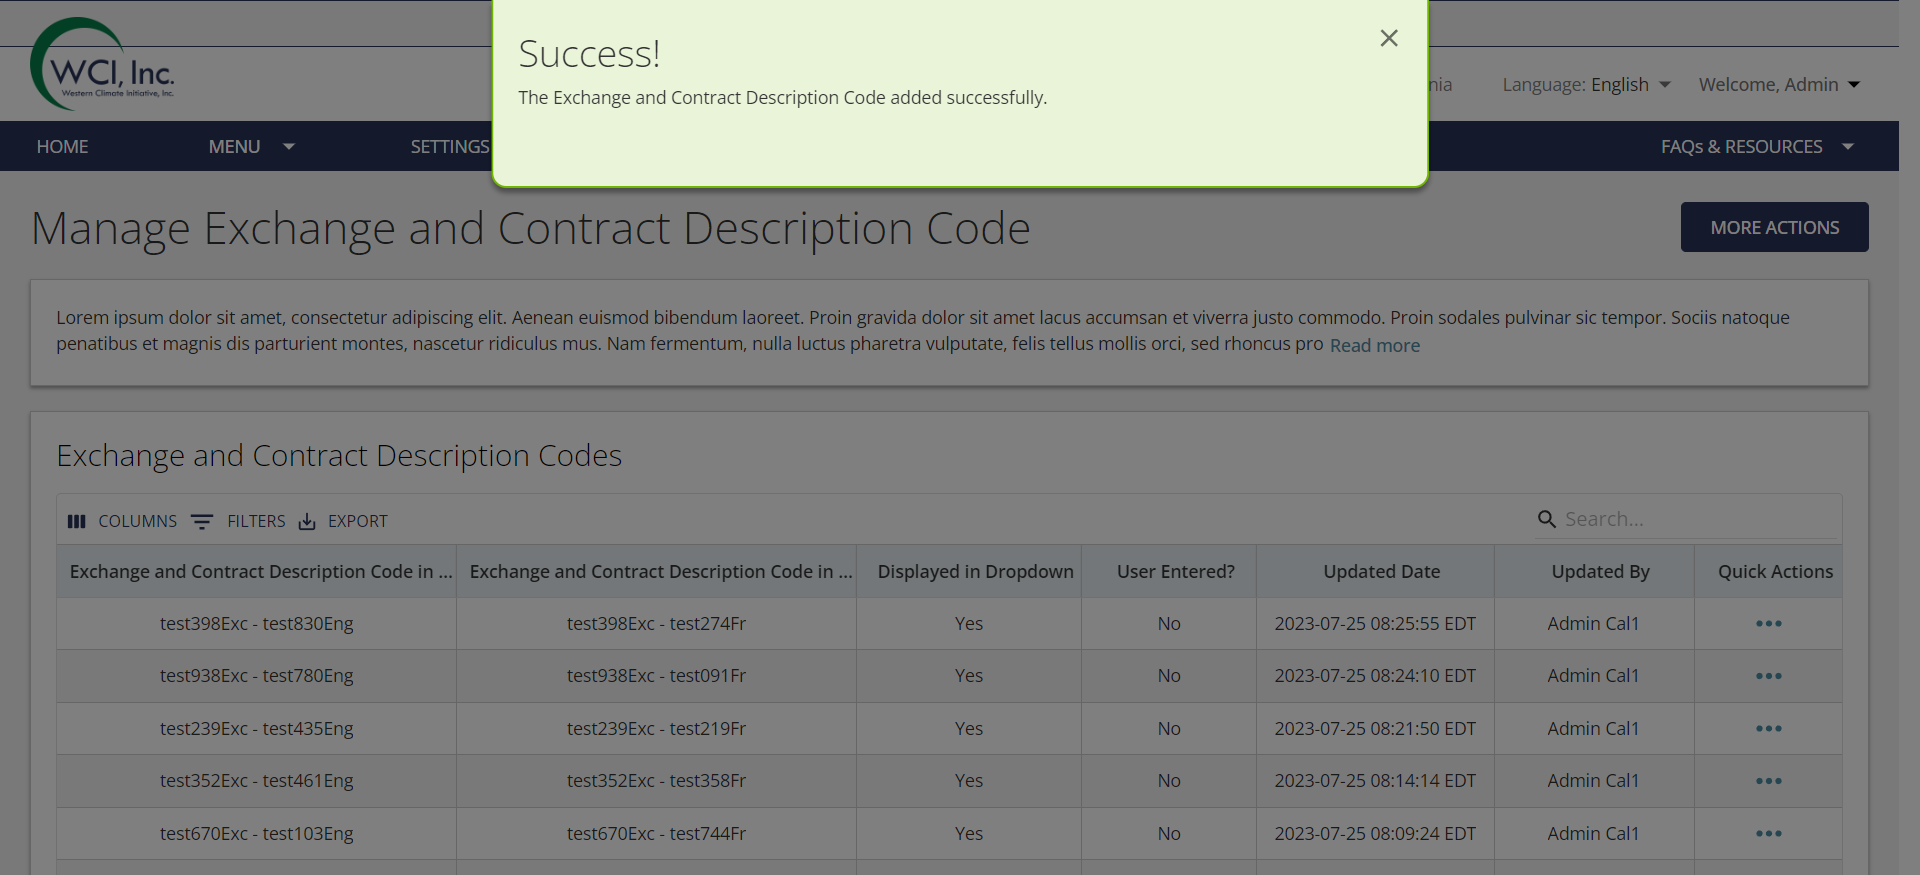 Success!
The Exchange and Contract Description Code added successfully.
WCI, Inc.
Western Climate Initiative, Inc.
nia
Language: English
Welcome, Admin
HOME
MENU
SETTINGS
FAQs & RESOURCES
Manage Exchange and Contract Description Code
MORE ACTIONS
Lorem ipsum dolor sit amet, consectetur adipiscing elit. Aenean euismod bibendum laoreet. Proin gravida dolor sit amet lacus accumsan et viverra justo commodo. Proin sodales pulvinar sic tempor. Sociis natoque
penatibus et magnis dis parturient montes, nascetur ridiculus mus. Nam fermentum, nulla luctus pharetra vulputate, felis tellus mollis orci, sed rhoncus pro Read more
Exchange and Contract Description Codes
COLUMNS FILTERS EXPORT
Search...
Exchange and Contract Description Code in ... Exchange and Contract Description Code in ... Displayed in Dropdown User Entered? Updated Date Updated By Quick Actions
test398Exc - test830Eng test398Exc - test274Fr Yes No 2023-07-25 08:25:55 EDT Admin Cal1
test938Exc - test780Eng test938Exc - test091Fr Yes No 2023-07-25 08:24:10 EDT Admin Cal1
test239Exc - test435Eng test239Exc - test219Fr Yes No 2023-07-25 08:21:50 EDT Admin Cal1
test352Exc - test461Eng test352Exc - test358Fr Yes No 2023-07-25 08:14:14 EDT Admin Cal1
test670Exc - test103Eng test670Exc - test744Fr Yes No 2023-07-25 08:09:24 EDT Admin Cal1